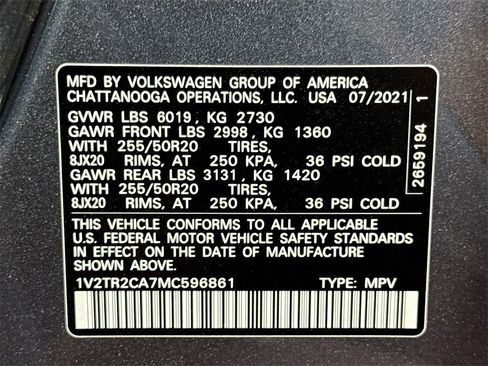 MFD BY VOLKSWAGEN GROUP OF AMERICA
CHATTANOOGA OPERATIONS, LLC. USA 07/2021
GVWR LBS 6019, KG 2730
GAWR FRONT LBS 2998, KG 1360
WITH 255/50R20 TIRES,
8JX20 RIMS, AT 250 KPA, 36 PSI COLD
GAWR REAR LBS 3131, KG 1420
WITH 255/50R20 TIRES,
8JX20 RIMS, AT 250 KPA, 36 PSI COLD
THIS VEHICLE CONFORMS TO ALL APPLICABLE
U.S. FEDERAL MOTOR VEHICLE SAFETY STANDARDS
IN EFFECT ON THE DATE OF MANUFACTURE
SHOWN ABOVE.
1V2TR2CA7MC596861 TYPE: MPV
2659194 1